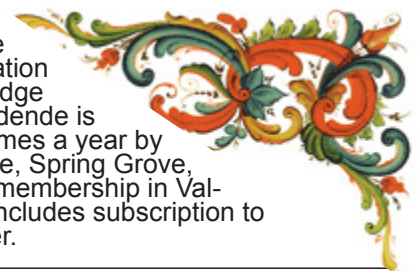 e
ation
dge
dende is
mes a year by
e, Spring Grove,
membership in Val-
ncludes subscription to
er.